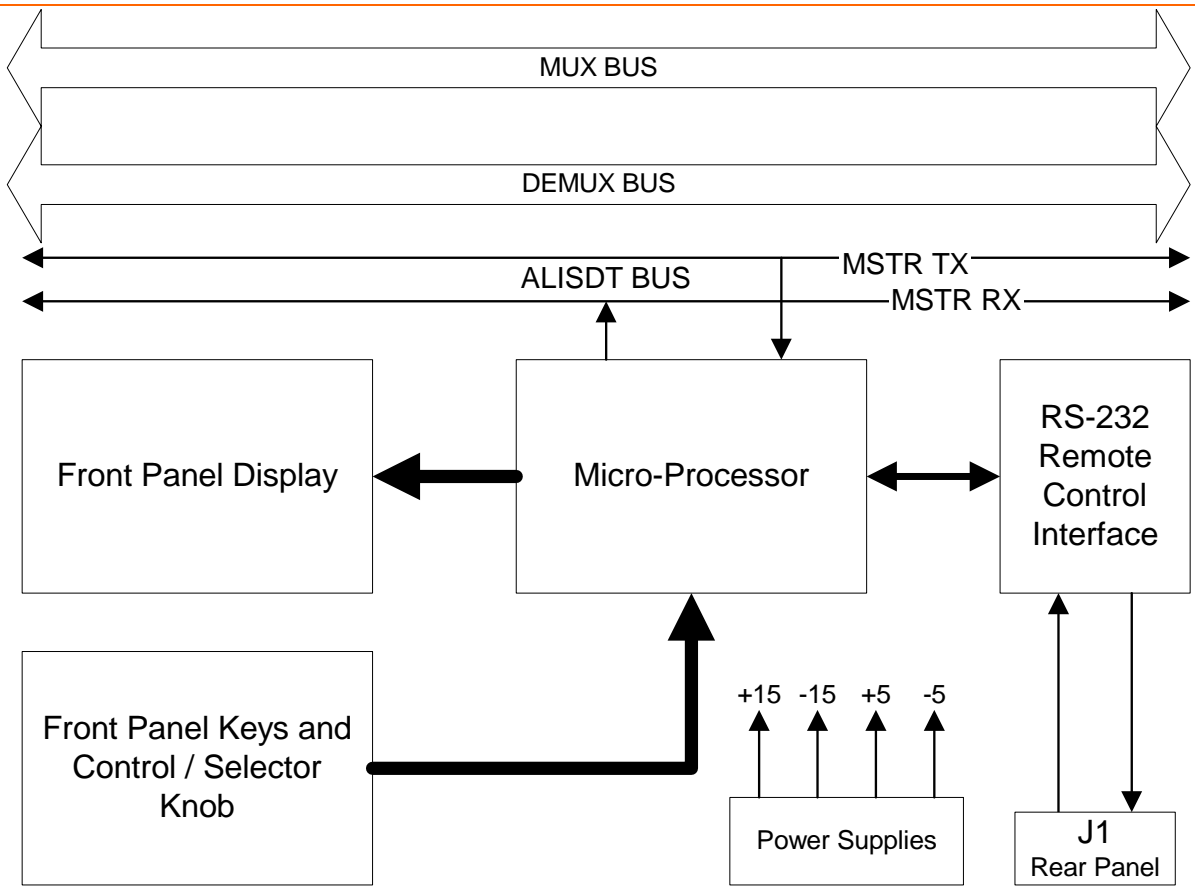 MUX BUS
DEMUX BUS
MSTR TX
ALISDT BUS
MSTR RX
Front Panel Display
Micro-Processor
RS-232
Remote
Control
Interface
Front Panel Keys and
Control / Selector
Knob
+15 -15 +5 -5
Power Supplies
J1
Rear Panel